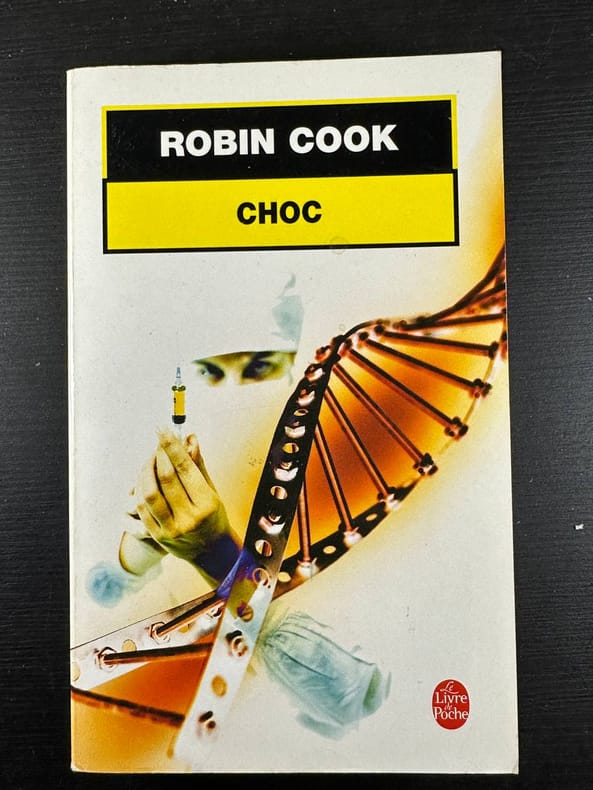 ROBIN COOK
CHOC
Le
Livre
de
Poche